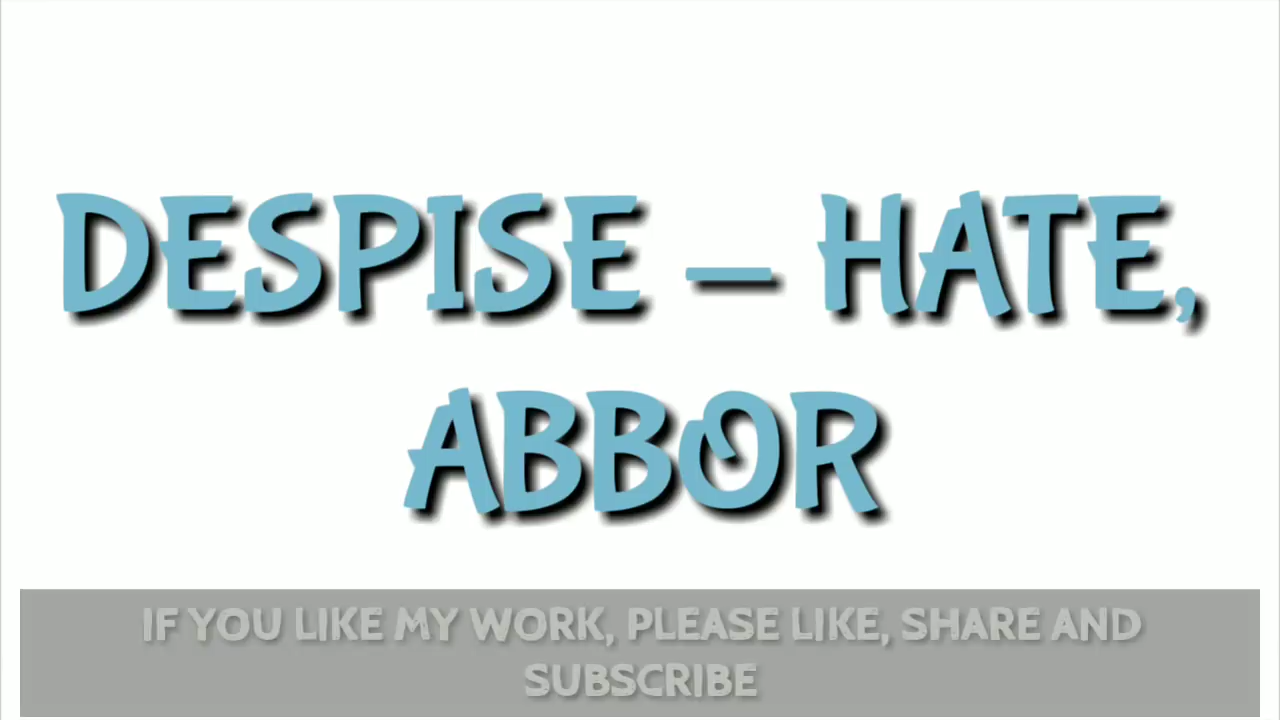 DESPISE – HATE,
ABBOR
IF YOU LIKE MY WORK, PLEASE LIKE, SHARE AND
SUBSCRIBE